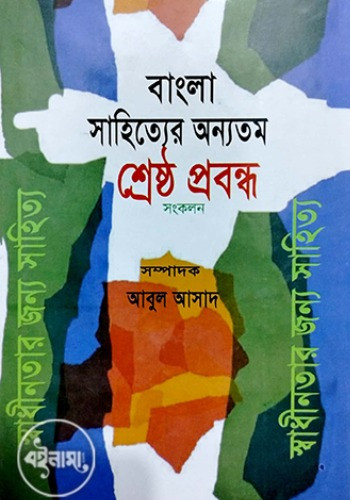 বাংলা
সাহিত্যের অন্যতম
শ্রেষ্ঠ প্রবন্ধ
সংকলন
সম্পাদক
আবুল আসাদ
স্বাধীনতার জন্য সাহিত্য
স্বাধীনতার জন্য সাহিত্য
বইনামা